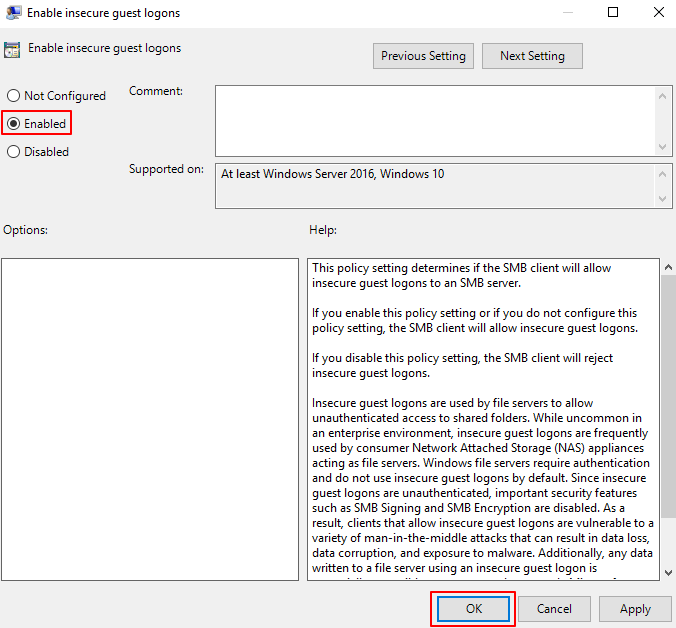 Enable insecure guest logons
Enable insecure guest logons
Previous Setting
Next Setting
Not Configured
Comment:
Enabled
Disabled
Supported on:
At least Windows Server 2016, Windows 10
Options:
Help:
This policy setting determines if the SMB client will allow
insecure guest logons to an SMB server.
If you enable this policy setting or if you do not configure this
policy setting, the SMB client will allow insecure guest logons.
If you disable this policy setting, the SMB client will reject
insecure guest logons.
Insecure guest logons are used by file servers to allow
unauthenticated access to shared folders. While uncommon in
an enterprise environment, insecure guest logons are frequently
used by consumer Network Attached Storage (NAS) appliances
acting as file servers. Windows file servers require authentication
and do not use insecure guest logons by default. Since insecure
guest logons are unauthenticated, important security features
such as SMB Signing and SMB Encryption are disabled. As a
result, clients that allow insecure guest logons are vulnerable to a
variety of man-in-the-middle attacks that can result in data loss,
data corruption, and exposure to malware. Additionally, any data
written to a file server using an insecure guest logon is
OK
Cancel
Apply